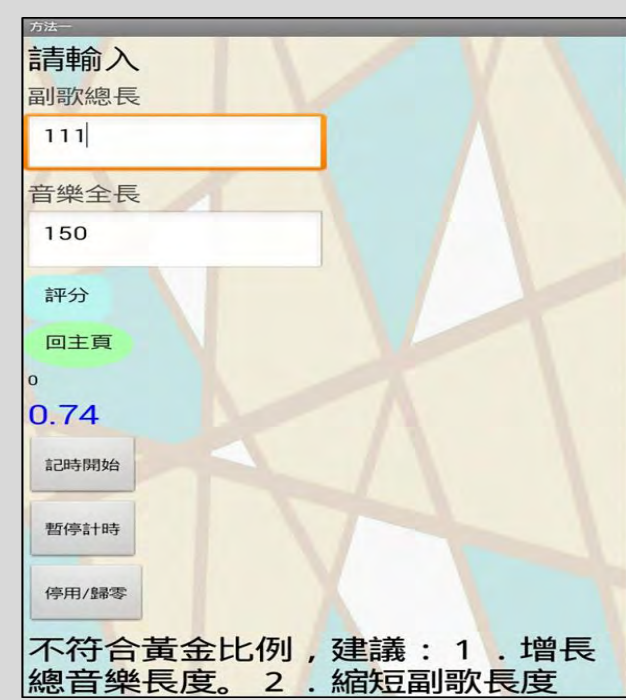 方法一
請輸入
副歌總長
111
音樂全長
150
評分
回主頁
0
0.74
記時開始
暫停計時
停用/歸零
不符合黃金比例，建議：１．增長
總音樂長度。２．縮短副歌長度